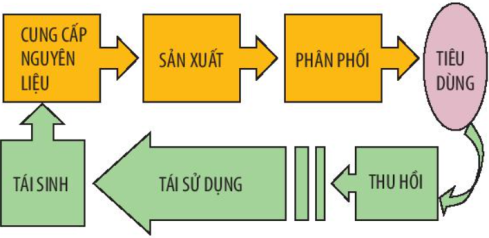 CUNG CẤP
NGUYÊN
LIỆU
SẢN XUẤT
PHÂN PHỐI
TIÊU
DÙNG
TÁI SINH
TÁI SỬ DỤNG
THU HỒI